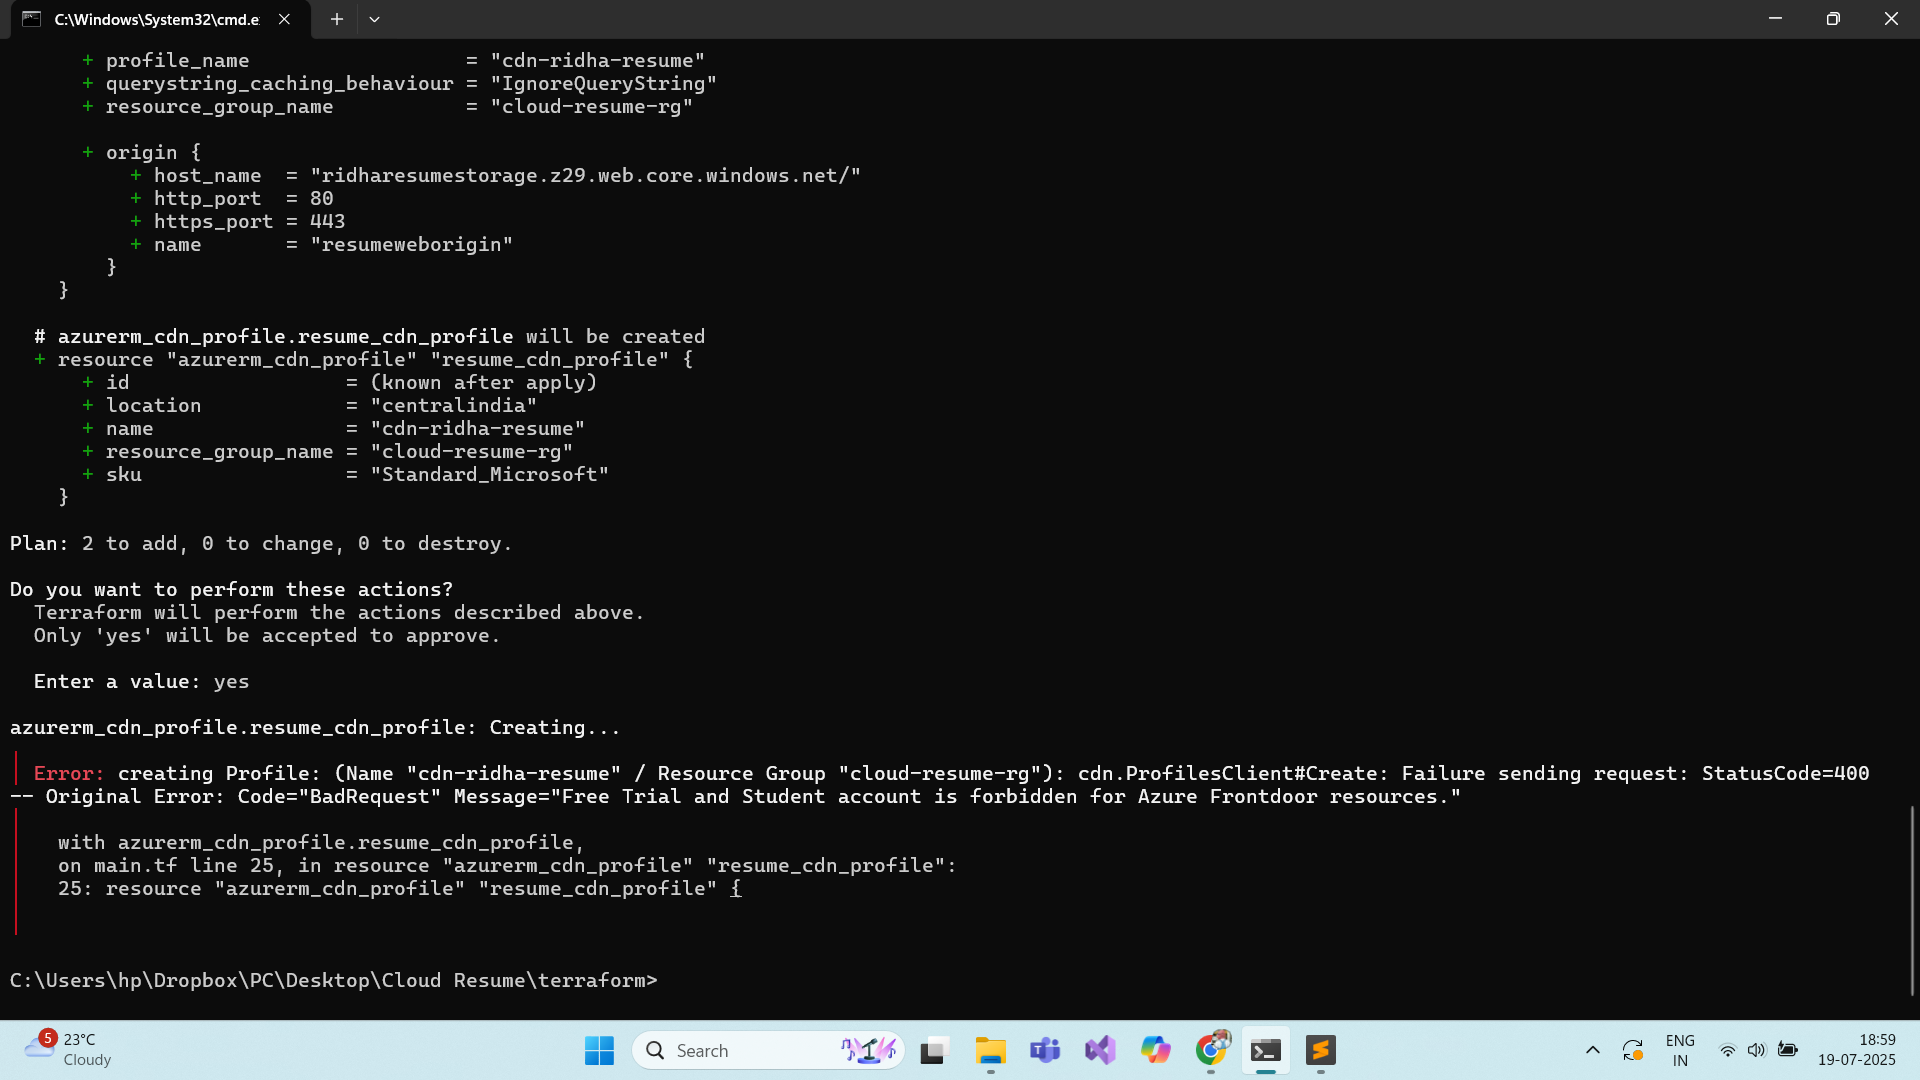 C:\Windows\System32\cmd.e
+ profile_name = "cdn-ridha-resume"
+ querystring_caching_behaviour = "IgnoreQueryString"
+ resource_group_name = "cloud-resume-rg"
+ origin {
+ host_name = "ridharesumestorage.z29.web.core.windows.net/"
+ http_port = 80
+ https_port = 443
+ name = "resumeweborigin"
}
}
# azurerm_cdn_profile.resume_cdn_profile will be created
+ resource "azurerm_cdn_profile" "resume_cdn_profile" {
+ id = (known after apply)
+ location = "centralindia"
+ name = "cdn-ridha-resume"
+ resource_group_name = "cloud-resume-rg"
+ sku = "Standard_Microsoft"
}
Plan: 2 to add, 0 to change, 0 to destroy.
Do you want to perform these actions?
Terraform will perform the actions described above.
Only 'yes' will be accepted to approve.
Enter a value: yes
azurerm_cdn_profile.resume_cdn_profile: Creating...
Error: creating Profile: (Name "cdn-ridha-resume" / Resource Group "cloud-resume-rg"): cdn.ProfilesClient#Create: Failure sending request: StatusCode=400
-- Original Error: Code="BadRequest" Message="Free Trial and Student account is forbidden for Azure Frontdoor resources."
with azurerm_cdn_profile.resume_cdn_profile,
on main.tf line 25, in resource "azurerm_cdn_profile" "resume_cdn_profile":
25: resource "azurerm_cdn_profile" "resume_cdn_profile" {
C:\Users\hp\Dropbox\PC\Desktop\Cloud Resume\terraform>
5
23°C
Cloudy
Search
ENG
IN
18:59
19-07-2025